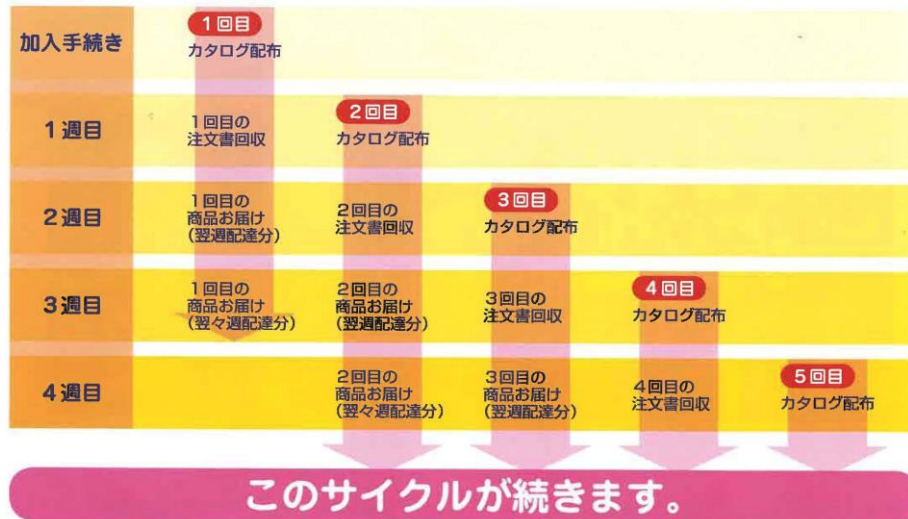 加入手続き
1回目
カタログ配布
1週目
1回目の
注文書回収
2回目
カタログ配布
2週目
1回目の
商品お届け
(翌週配達分)
2回目の
注文書回収
3回目
カタログ配布
3週目
1回目の
商品お届け
(翌々週配達分)
2回目の
商品お届け
(翌週配達分)
3回目の
注文書回収
4回目
カタログ配布
4週目
2回目の
商品お届け
(翌々週配達分)
3回目の
商品お届け
(翌週配達分)
4回目の
注文書回収
5回目
カタログ配布
このサイクルが続きます。